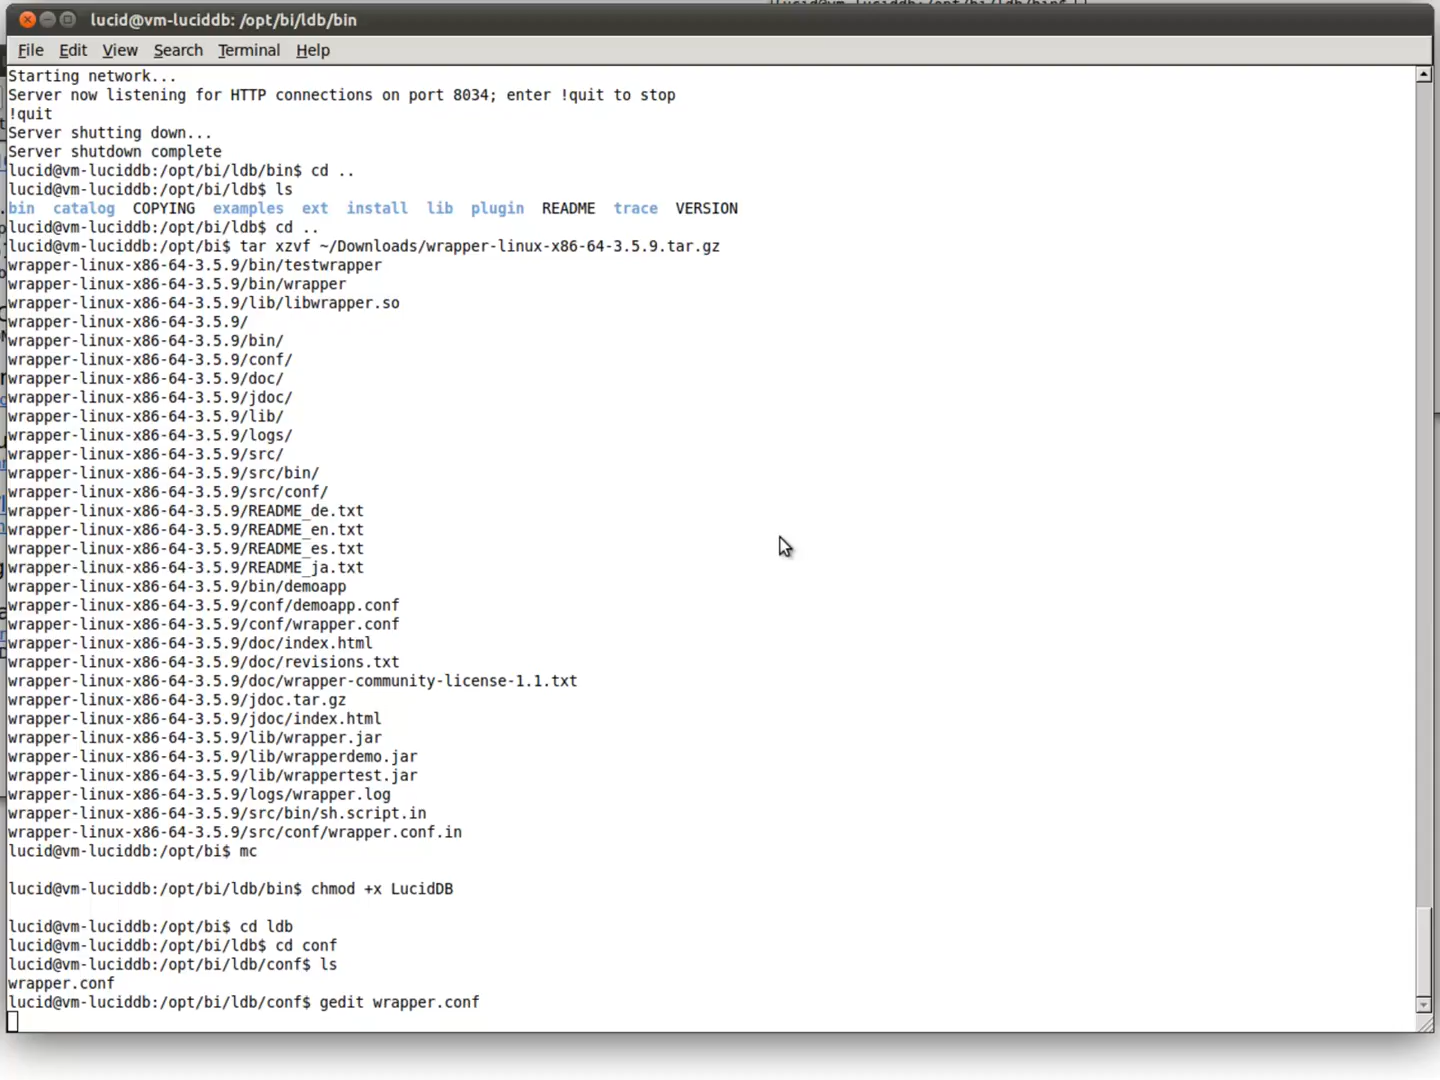 lucid@vm-luciddb: /opt/bi/ldb/bin
File Edit View Search Terminal Help
Starting network...
Server now listening for HTTP connections on port 8034; enter !quit to stop
!quit
Server shutting down...
Server shutdown complete
lucid@vm-luciddb:/opt/bi/ldb/bin$ cd ..
lucid@vm-luciddb:/opt/bi/ldb$ ls
bin catalog COPYING examples ext install lib plugin README trace VERSION
lucid@vm-luciddb:/opt/bi/ldb$ cd ..
lucid@vm-luciddb:/opt/bi$ tar xzvf ~/Downloads/wrapper-linux-x86-64-3.5.9.tar.gz
wrapper-linux-x86-64-3.5.9/bin/testwrapper
wrapper-linux-x86-64-3.5.9/bin/wrapper
wrapper-linux-x86-64-3.5.9/lib/libwrapper.so
wrapper-linux-x86-64-3.5.9/
wrapper-linux-x86-64-3.5.9/bin/
wrapper-linux-x86-64-3.5.9/conf/
wrapper-linux-x86-64-3.5.9/doc/
wrapper-linux-x86-64-3.5.9/jdoc/
wrapper-linux-x86-64-3.5.9/lib/
wrapper-linux-x86-64-3.5.9/logs/
wrapper-linux-x86-64-3.5.9/src/
wrapper-linux-x86-64-3.5.9/src/bin/
wrapper-linux-x86-64-3.5.9/src/conf/
wrapper-linux-x86-64-3.5.9/README_de.txt
wrapper-linux-x86-64-3.5.9/README_en.txt
wrapper-linux-x86-64-3.5.9/README_es.txt
wrapper-linux-x86-64-3.5.9/README_ja.txt
wrapper-linux-x86-64-3.5.9/bin/demoapp
wrapper-linux-x86-64-3.5.9/conf/demoapp.conf
wrapper-linux-x86-64-3.5.9/conf/wrapper.conf
wrapper-linux-x86-64-3.5.9/doc/index.html
wrapper-linux-x86-64-3.5.9/doc/revisions.txt
wrapper-linux-x86-64-3.5.9/doc/wrapper-community-license-1.1.txt
wrapper-linux-x86-64-3.5.9/jdoc.tar.gz
wrapper-linux-x86-64-3.5.9/jdoc/index.html
wrapper-linux-x86-64-3.5.9/lib/wrapper.jar
wrapper-linux-x86-64-3.5.9/lib/wrapperdemo.jar
wrapper-linux-x86-64-3.5.9/lib/wrappertest.jar
wrapper-linux-x86-64-3.5.9/logs/wrapper.log
wrapper-linux-x86-64-3.5.9/src/bin/sh.script.in
wrapper-linux-x86-64-3.5.9/src/conf/wrapper.conf.in
lucid@vm-luciddb:/opt/bi$ mc
lucid@vm-luciddb:/opt/bi/ldb/bin$ chmod +x LucidDB
lucid@vm-luciddb:/opt/bi$ cd ldb
lucid@vm-luciddb:/opt/bi/ldb$ cd conf
lucid@vm-luciddb:/opt/bi/ldb/conf$ ls
wrapper.conf
lucid@vm-luciddb:/opt/bi/ldb/conf$ gedit wrapper.conf